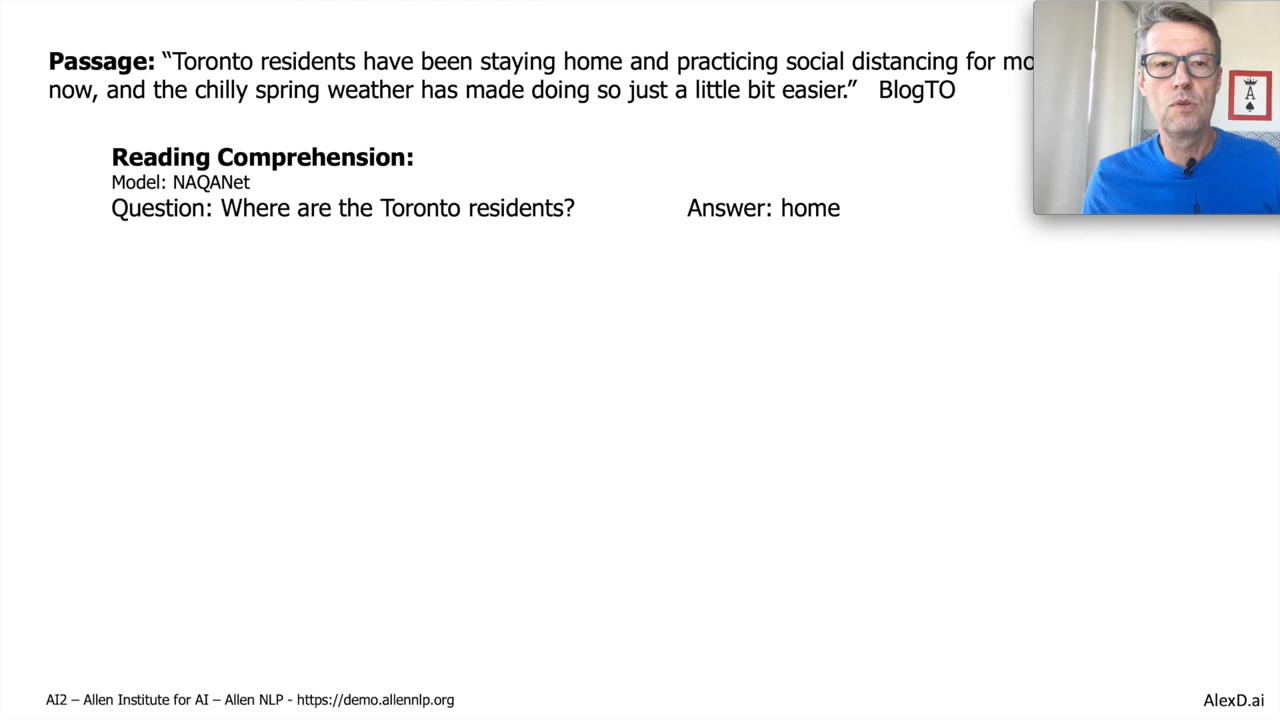 Passage: “Toronto residents have been staying home and practicing social distancing for
now, and the chilly spring weather has made doing so just a little bit easier.” BlogTO
A
Reading Comprehension:
Model: NAQANet
Question: Where are the Toronto residents? Answer: home
AI2 – Allen Institute for AI – Allen NLP - https://demo.allennlp.org
AlexD.ai